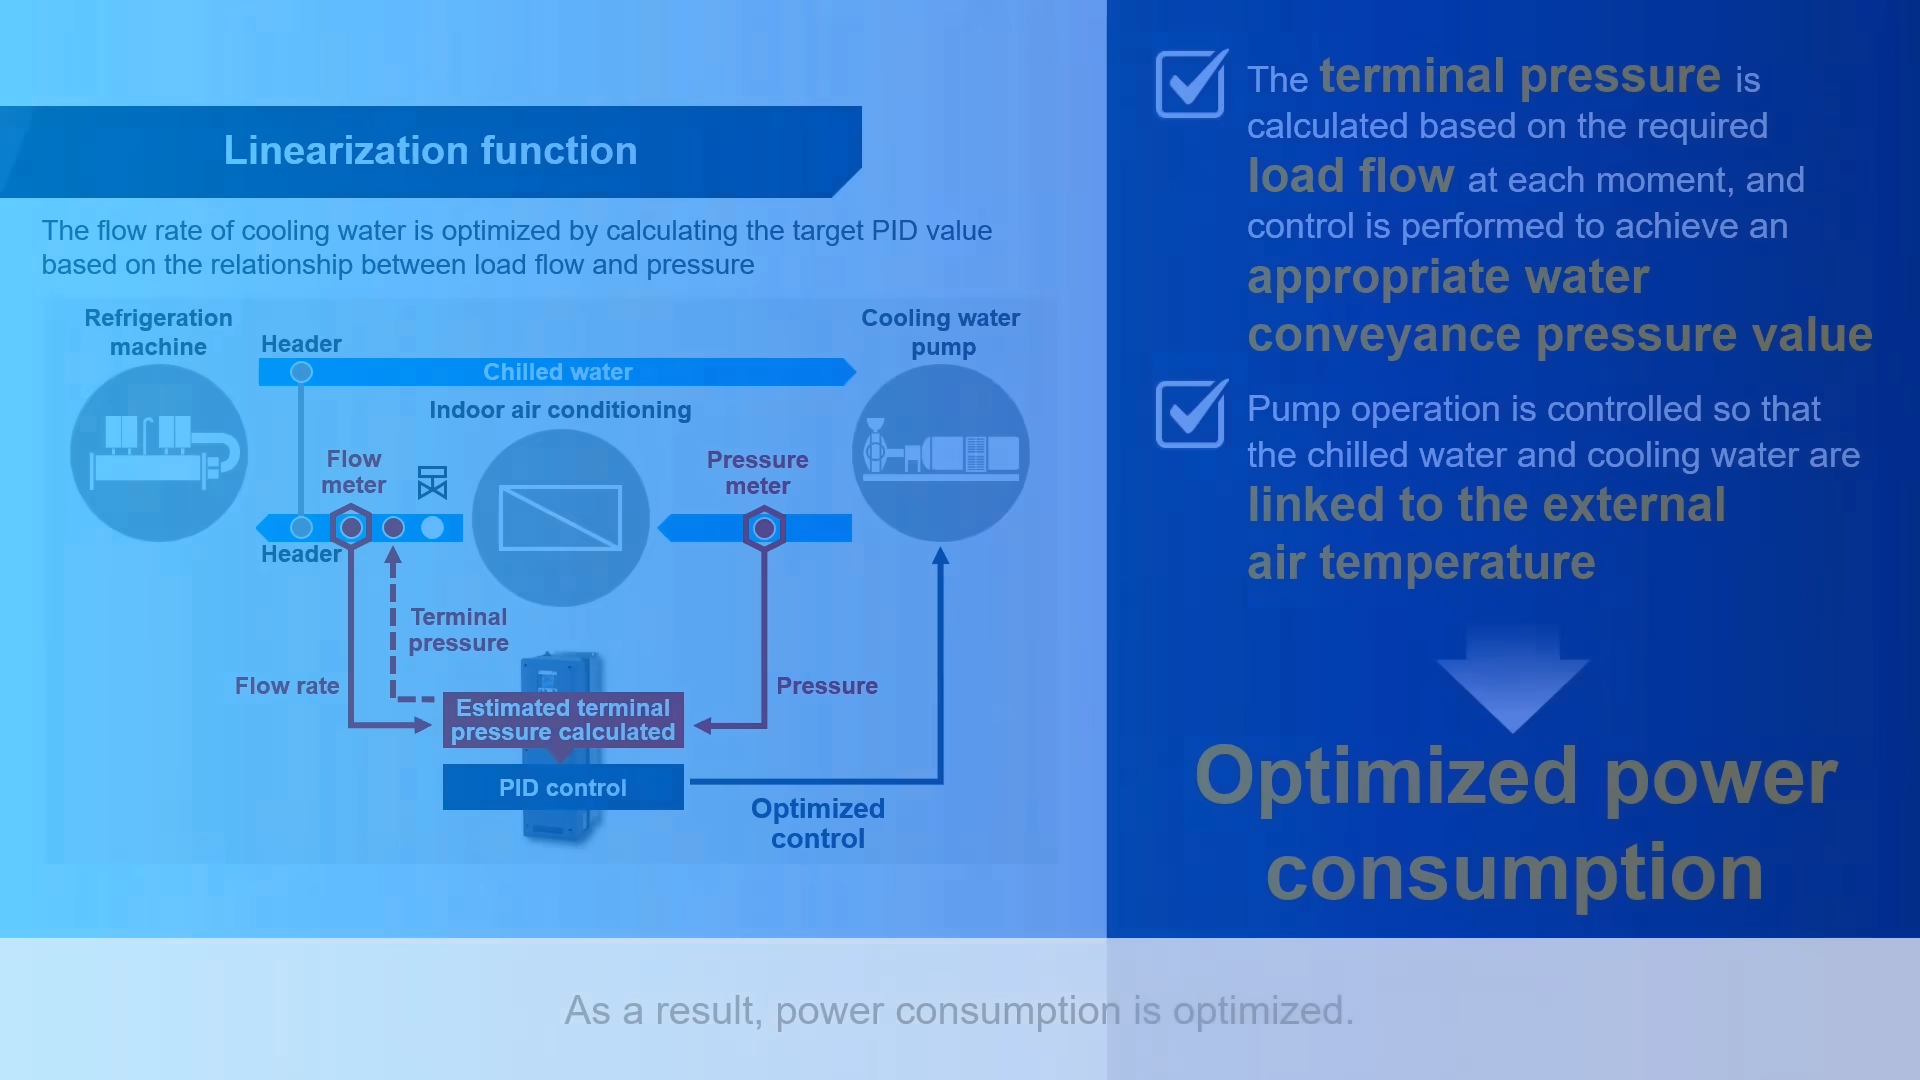 Linearization function
The flow rate of cooling water is optimized by calculating the target PID value
based on the relationship between load flow and pressure
Refrigeration
machine
Header
Chilled water
Cooling water
pump
Indoor air conditioning
Flow
meter
Pressure
meter
Header
Terminal
pressure
Flow rate
Pressure
Estimated terminal
pressure calculated
PID control
Optimized
control
The terminal pressure is
calculated based on the required
load flow at each moment, and
control is performed to achieve an
appropriate water
conveyance pressure value
Pump operation is controlled so that
the chilled water and cooling water are
linked to the external
air temperature
Optimized power
consumption
As a result, power consumption is optimized.